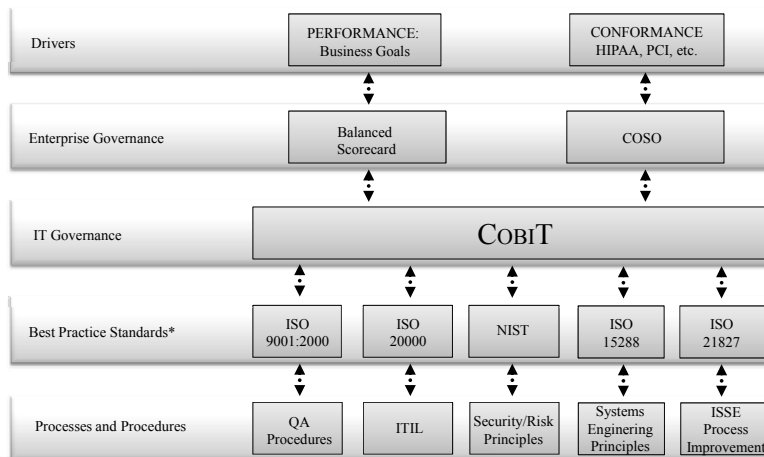 Drivers
PERFORMANCE:
Business Goals
CONFORMANCE
HIPAA, PCI, etc.
Enterprise Governance
Balanced
Scorecard
COSO
IT Governance
COBIT
Best Practice Standards*
ISO
9001:2000
ISO
20000
NIST
ISO
15288
ISO
21827
Processes and Procedures
QA
Procedures
ITIL
Security/Risk
Principles
Systems
Enginering
Principles
ISSE
Process
Improvement